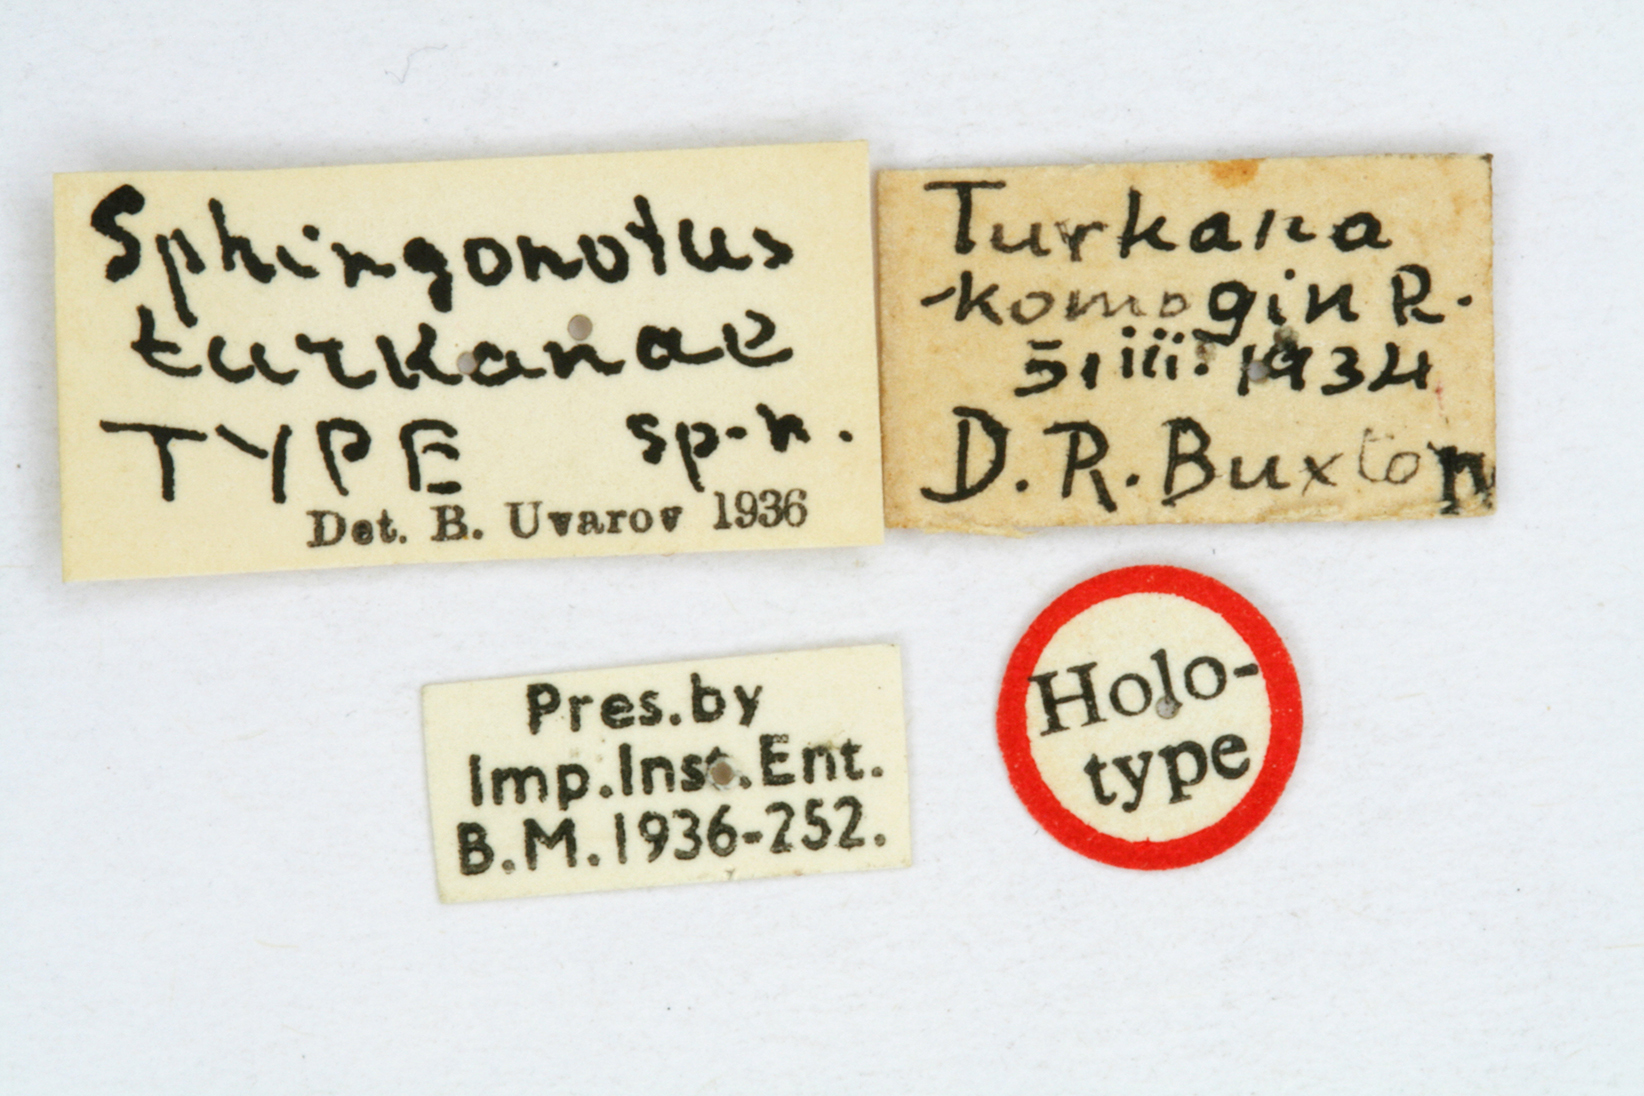 Sphingonotus
turkanae
TYPE sp. n.
Det. B. Uvarov 1936
Turkana
-komogin R.
iii. 1934
D. R. Buxton
Pres.by
Imp.Inst.Ent.
B.M.1936-252.
Holo-
type